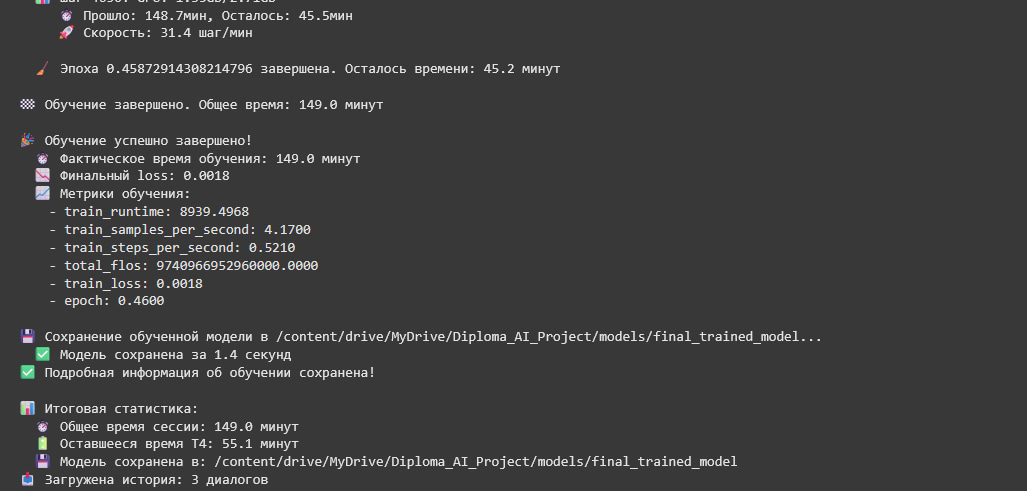 Прошло: 148.7мин, Осталось: 45.5мин
Скорость: 31.4 шаг/мин
Эпоха 0.45872914308214796 завершена. Осталось времени: 45.2 минут
Обучение завершено. Общее время: 149.0 минут
Обучение успешно завершено!
Фактическое время обучения: 149.0 минут
Финальный loss: 0.0018
Метрики обучения:
- train_runtime: 8939.4968
- train_samples_per_second: 4.1700
- train_steps_per_second: 0.5210
- total_flos: 9740966952960000.0000
- train_loss: 0.0018
- epoch: 0.4600
Сохранение обученной модели в /content/drive/MyDrive/Diploma_AI_Project/models/final_trained_model...
Модель сохранена за 1.4 секунд
Подробная информация об обучении сохранена!
Итоговая статистика:
Общее время сессии: 149.0 минут
Оставшееся время T4: 55.1 минут
Модель сохранена в: /content/drive/MyDrive/Diploma_AI_Project/models/final_trained_model
Загружена история: 3 диалогов